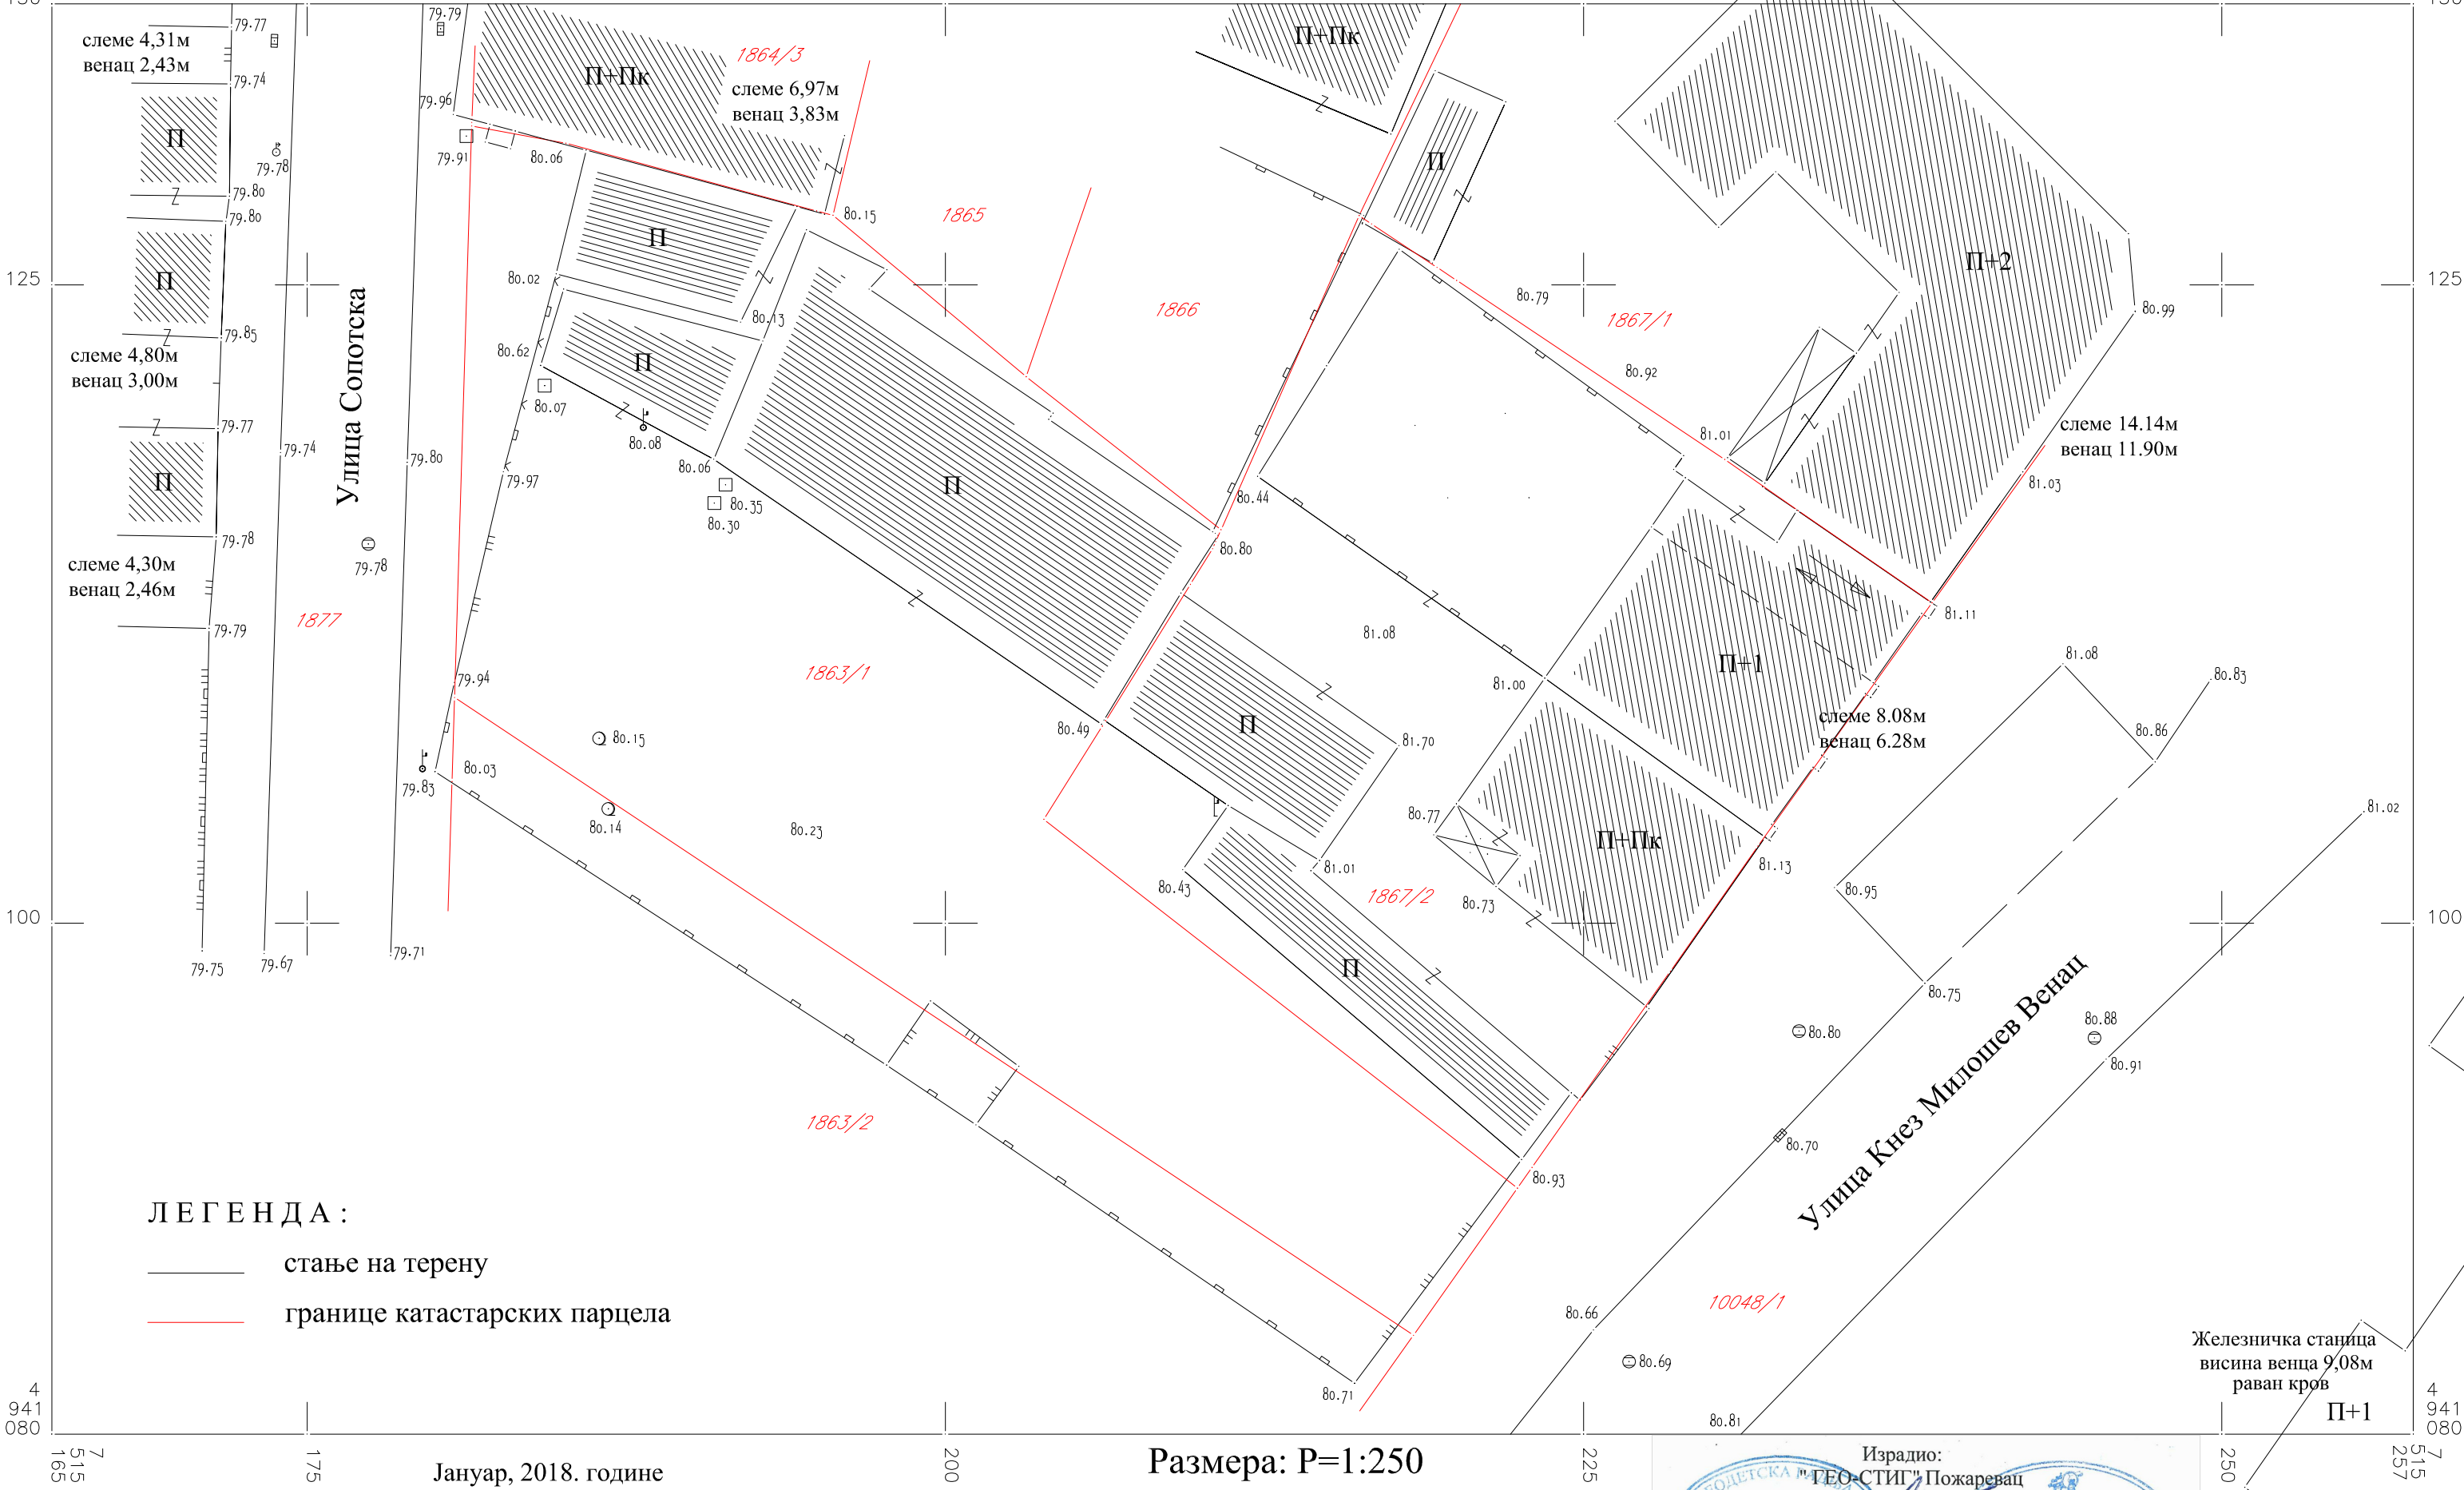 79.77
79.79
слеме 4,31м
венац 2,43м
79.74
П
79.78
79.80
79.80
П
79.85
слеме 4,80м
венац 3,00м
79.77
П
79.78
слеме 4,30м
венац 2,46м
79.79
79.75
79.67
79.71
79.74
79.80
79.78
1877
Улица Сопотска
79.96
79.91
80.06
П+Пк
1864/3
слеме 6,97м
венац 3,83м
80.15
1865
1866
П
80.02
80.13
80.62
П
80.07
80.08
80.06
80.35
80.30
79.97
П
79.94
80.03
79.83
80.15
80.14
80.23
1863/1
1863/2
П+Пк
П
80.79
1867/1
80.92
81.01
П+2
80.99
слеме 14.14м
венац 11.90м
81.03
80.44
80.80
81.08
81.00
П+1
81.11
слеме 8.08м
венац 6.28м
80.49
П
81.70
80.77
П+Пк
81.13
80.73
81.01
80.43
1867/2
П
80.93
80.71
81.08
80.83
80.86
81.02
80.95
80.75
80.80
80.88
80.91
80.70
Улица Кнез Милошев Венац
80.66
80.69
80.81
10048/1
Железничка станица
висина венца 9,08м
раван кров
П+1
ЛЕГЕНДА:
стање на терену
границе катастарских парцела
125
125
100
100
4
941
080
4
941
080
7
515
165
175
200
225
250
7
515
257
Јануар, 2018. године
Размера: Р=1:250
Израдио:
"ГЕО-СТИГ" Пожаревац